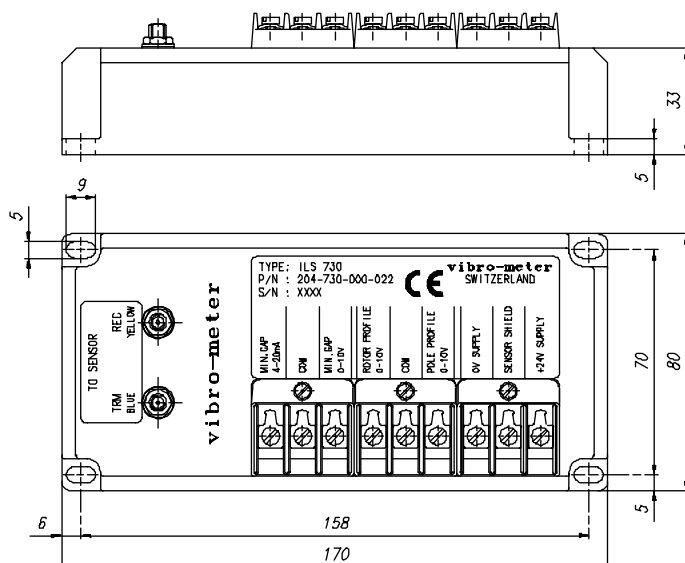 33
5
9
5
TYPE: ILS 730
P/N : 204-730-000-022
S/N : XXXX
CE
vibro-meter
SWITZERLAND
TO SENSOR
REC
YELLOW
TRM
BLUE
vibro-meter
MIN.GAP
4-20mA
COM
MIN.GAP
0-10V
ROTOR PROFILE
0-10V
COM
POLE PROFILE
0-10V
0V SUPPLY
SENSOR SHIELD
+24V SUPPLY
70
80
5
6
158
170